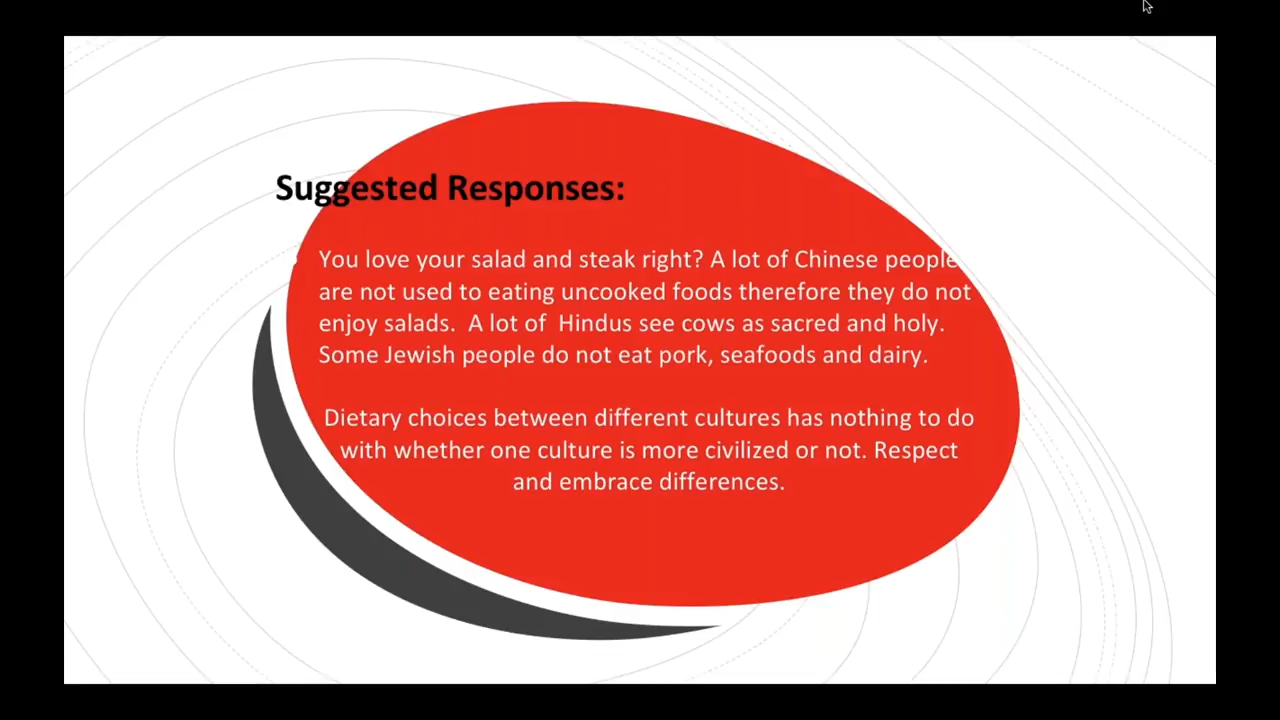 Suggested Responses:
You love your salad and steak right? A lot of Chinese people
are not used to eating uncooked foods therefore they do not
enjoy salads.  A lot of  Hindus see cows as sacred and holy.
Some Jewish people do not eat pork, seafoods and dairy.
Dietary choices between different cultures has nothing to do
with whether one culture is more civilized or not. Respect
and embrace differences.